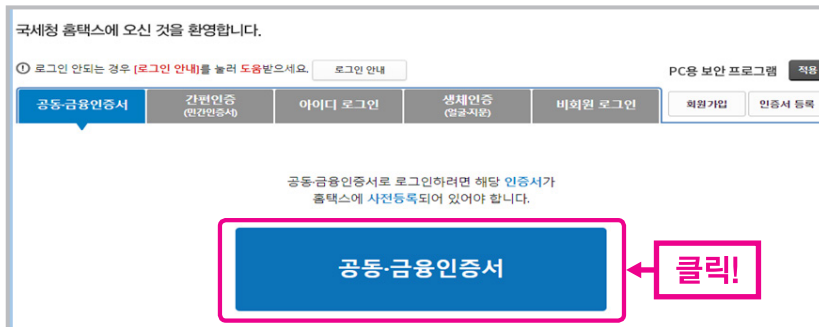 국세청 홈택스에 오신 것을 환영합니다.
로그인 안되는 경우 [로그인 안내]를 눌러 도움받으세요. 로그인 안내
PC용 보안 프로그램 적용
공동·금융인증서 간편인증 (민간인증서) 아이디 로그인 생체인증 (얼굴·지문) 비회원 로그인 회원가입 인증서 등록
공동·금융인증서로 로그인하려면 해당 인증서가
홈택스에 사전등록되어 있어야 합니다.
공동·금융인증서
클릭!